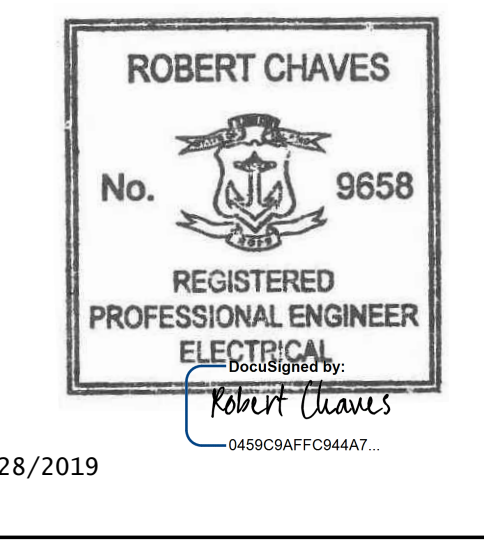 ROBERT CHAVES
No. 9658
REGISTERED
PROFESSIONAL ENGINEER
ELECTRICAL
DocuSigned by:
Robert Chaves
0459C9AFFC944A7...
28/2019